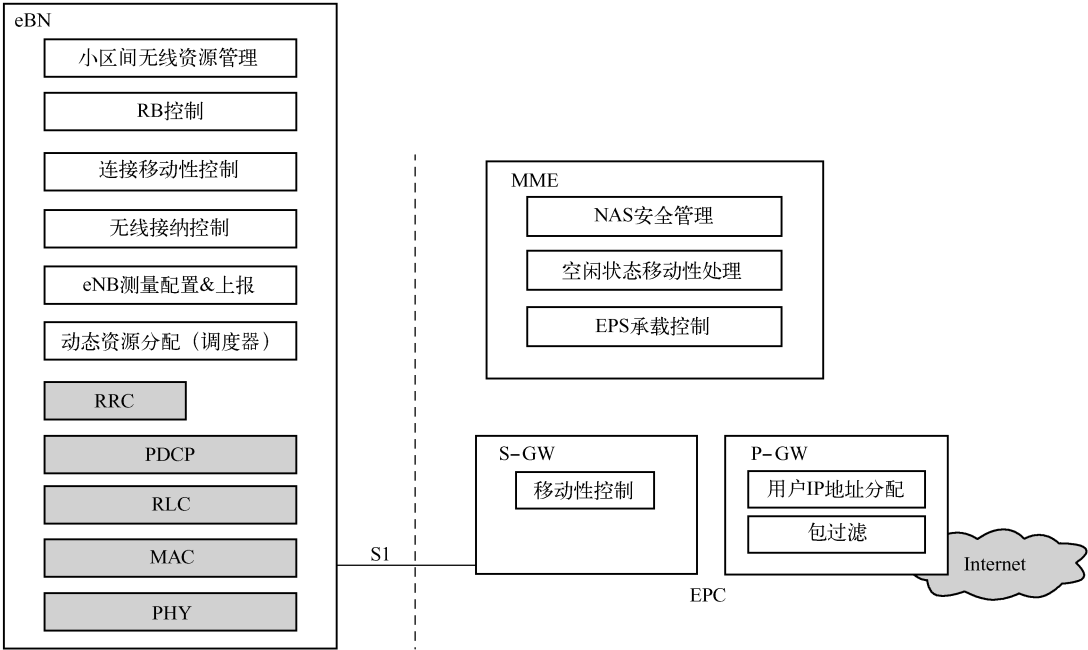 eBN
小区间无线资源管理
RB控制
连接移动性控制
无线接纳控制
eNB测量配置&上报
动态资源分配（调度器）
RRC
PDCP
RLC
MAC
PHY
S1
MME
NAS安全管理
空闲状态移动性处理
EPS承载控制
S-GW
移动性控制
P-GW
用户IP地址分配
包过滤
Internet
EPC